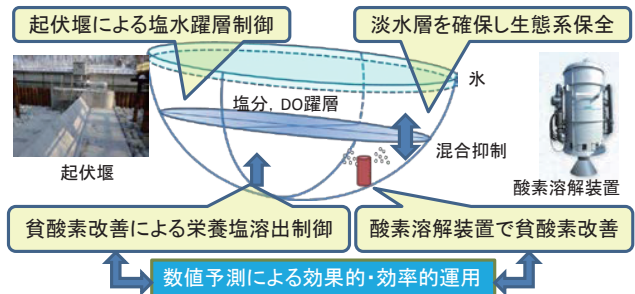 起伏堰による塩水躍層制御
淡水層を確保し生態系保全
氷
塩分，DO躍層
混合抑制
起伏堰
酸素溶解装置
貧酸素改善による栄養塩溶出制御
酸素溶解装置で貧酸素改善
数値予測による効果的・効率的運用